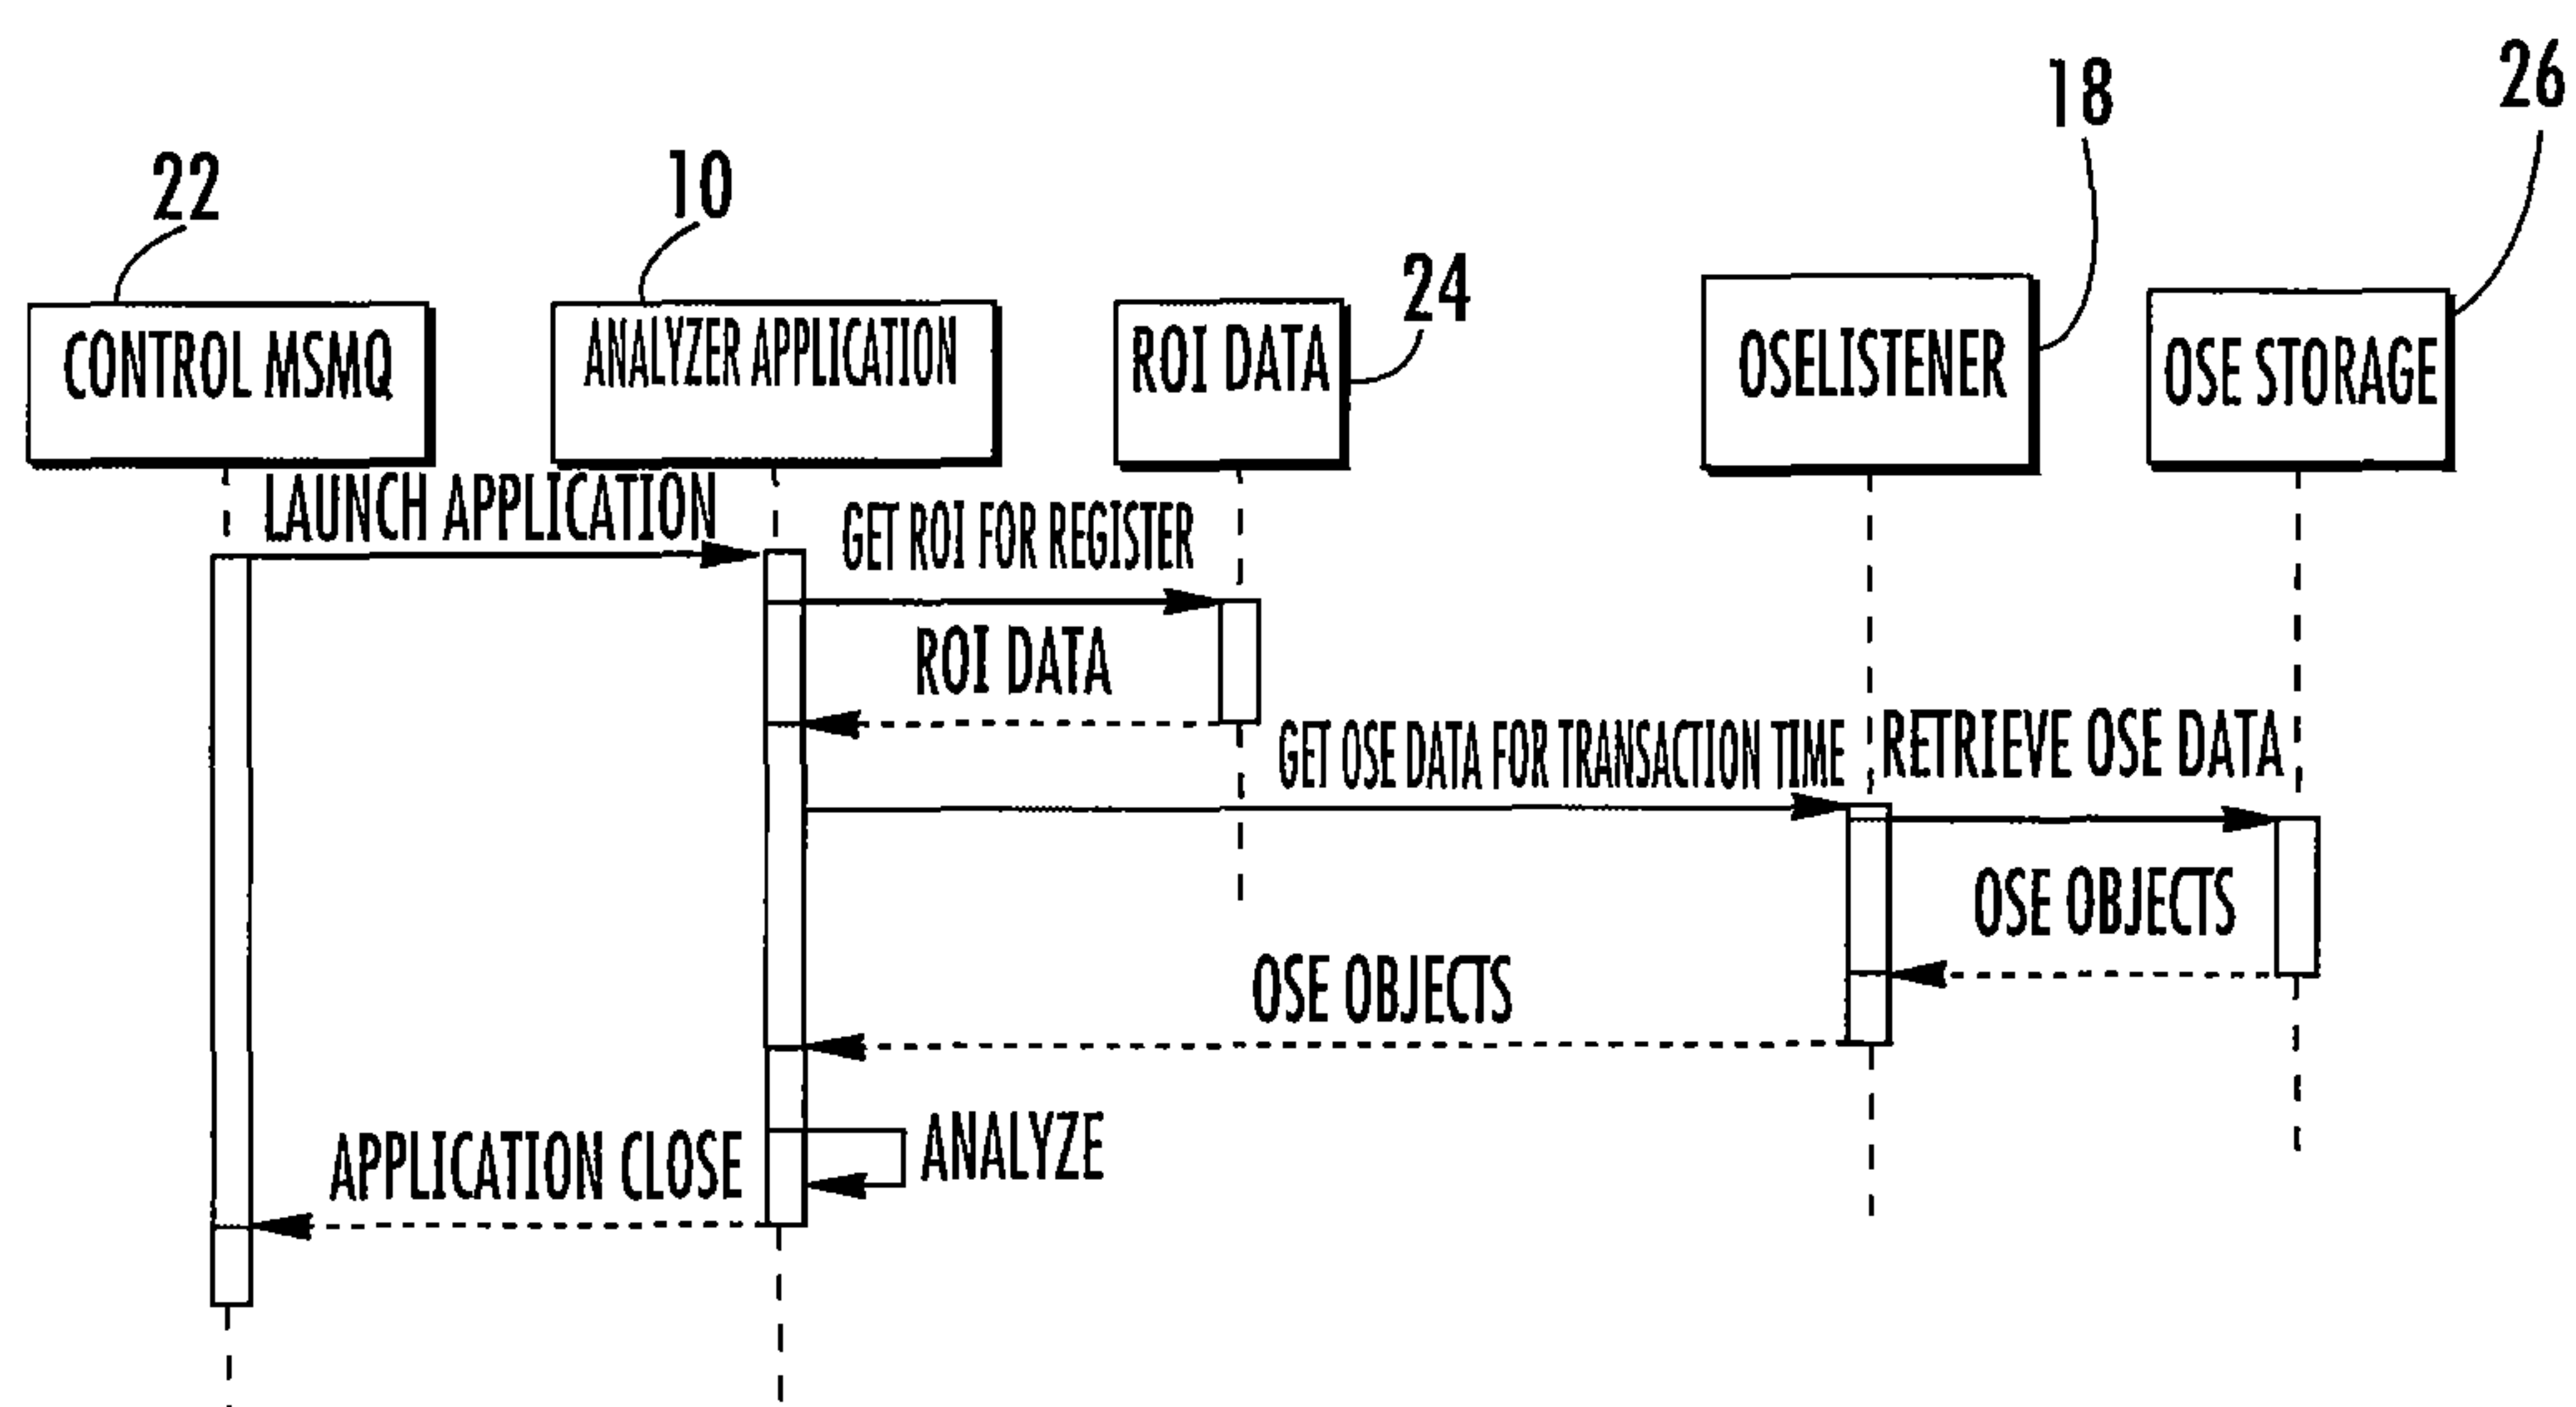 26
18
22
10
24
CONTROL MSMQ
ANALYZER APPLICATION
ROI DATA
OSELISTENER
OSE STORAGE
LAUNCH APPLICATION
GET ROI FOR REGISTER
ROI DATA
GET OSE DATA FOR TRANSACTION TIME
RETRIEVE OSE DATA
OSE OBJECTS
OSE OBJECTS
ANALYZE
APPLICATION CLOSE